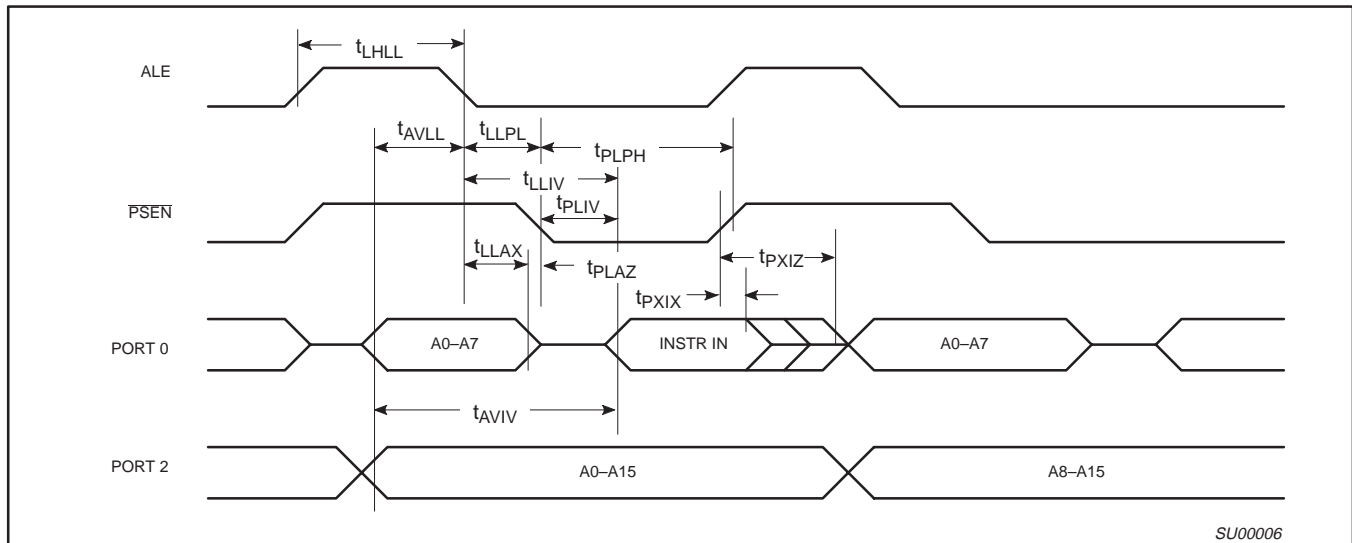 tLHLL
ALE
tAVLL
tLLPL
tPLPH
tLLIV
PSEN
tPLIV
tLLAX
tPLAZ
tPXIZ
tPXIX
PORT 0
A0–A7
INSTR IN
A0–A7
tAVIV
PORT 2
A0–A15
A8–A15
SU00006